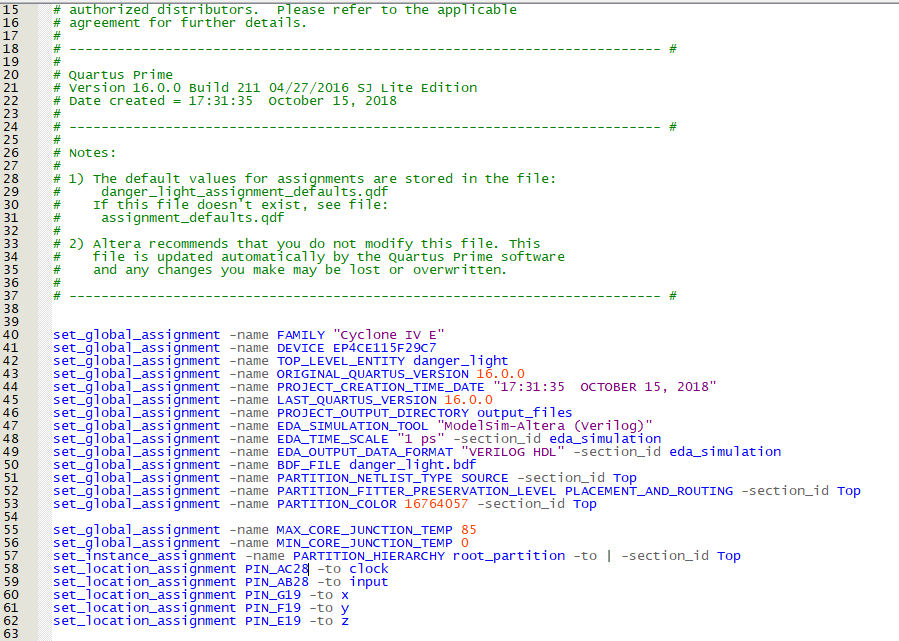 15 # authorized distributors.  Please refer to the applicable
16 # agreement for further details.
17 #
18 # -------------------------------------------------------------------------- #
19 #
20 # Quartus Prime
21 # Version 16.0.0 Build 211 04/27/2016 SJ Lite Edition
22 # Date created = 17:31:35  October 15, 2018
23 #
24 # -------------------------------------------------------------------------- #
25 #
26 # Notes:
27 #
28 # 1) The default values for assignments are stored in the file:
29 #     danger_light_assignment_defaults.qdf
30 #    If this file doesn't exist, see file:
31 #     assignment_defaults.qdf
32 #
33 # 2) Altera recommends that you do not modify this file. This
34 #    file is updated automatically by the Quartus Prime software
35 #    and any changes you make may be lost or overwritten.
36 #
37 # -------------------------------------------------------------------------- #
38
39
40 set_global_assignment -name FAMILY "Cyclone IV E"
41 set_global_assignment -name DEVICE EP4CE115F29C7
42 set_global_assignment -name TOP_LEVEL_ENTITY danger_light
43 set_global_assignment -name ORIGINAL_QUARTUS_VERSION 16.0.0
44 set_global_assignment -name PROJECT_CREATION_TIME_DATE "17:31:35  OCTOBER 15, 2018"
45 set_global_assignment -name LAST_QUARTUS_VERSION 16.0.0
46 set_global_assignment -name PROJECT_OUTPUT_DIRECTORY output_files
47 set_global_assignment -name EDA_SIMULATION_TOOL "ModelSim-Altera (Verilog)"
48 set_global_assignment -name EDA_TIME_SCALE "1 ps" -section_id eda_simulation
49 set_global_assignment -name EDA_OUTPUT_DATA_FORMAT "VERILOG HDL" -section_id eda_simulation
50 set_global_assignment -name BDF_FILE danger_light.bdf
51 set_global_assignment -name PARTITION_NETLIST_TYPE SOURCE -section_id Top
52 set_global_assignment -name PARTITION_FITTER_PRESERVATION_LEVEL PLACEMENT_AND_ROUTING -section_id Top
53 set_global_assignment -name PARTITION_COLOR 16764057 -section_id Top
54
55 set_global_assignment -name MAX_CORE_JUNCTION_TEMP 85
56 set_global_assignment -name MIN_CORE_JUNCTION_TEMP 0
57 set_instance_assignment -name PARTITION_HIERARCHY root_partition -to | -section_id Top
58 set_location_assignment PIN_AC28 -to clock
59 set_location_assignment PIN_AB28 -to input
60 set_location_assignment PIN_G19 -to x
61 set_location_assignment PIN_F19 -to y
62 set_location_assignment PIN_E19 -to z
63